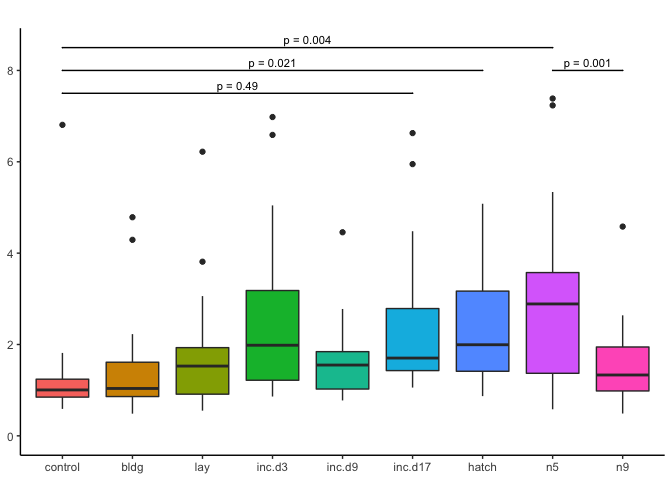 p = 0.004
p = 0.021
p = 0.001
p = 0.49
8
6
4
2
0
control bldg lay inc.d3 inc.d9 inc.d17 hatch n5 n9